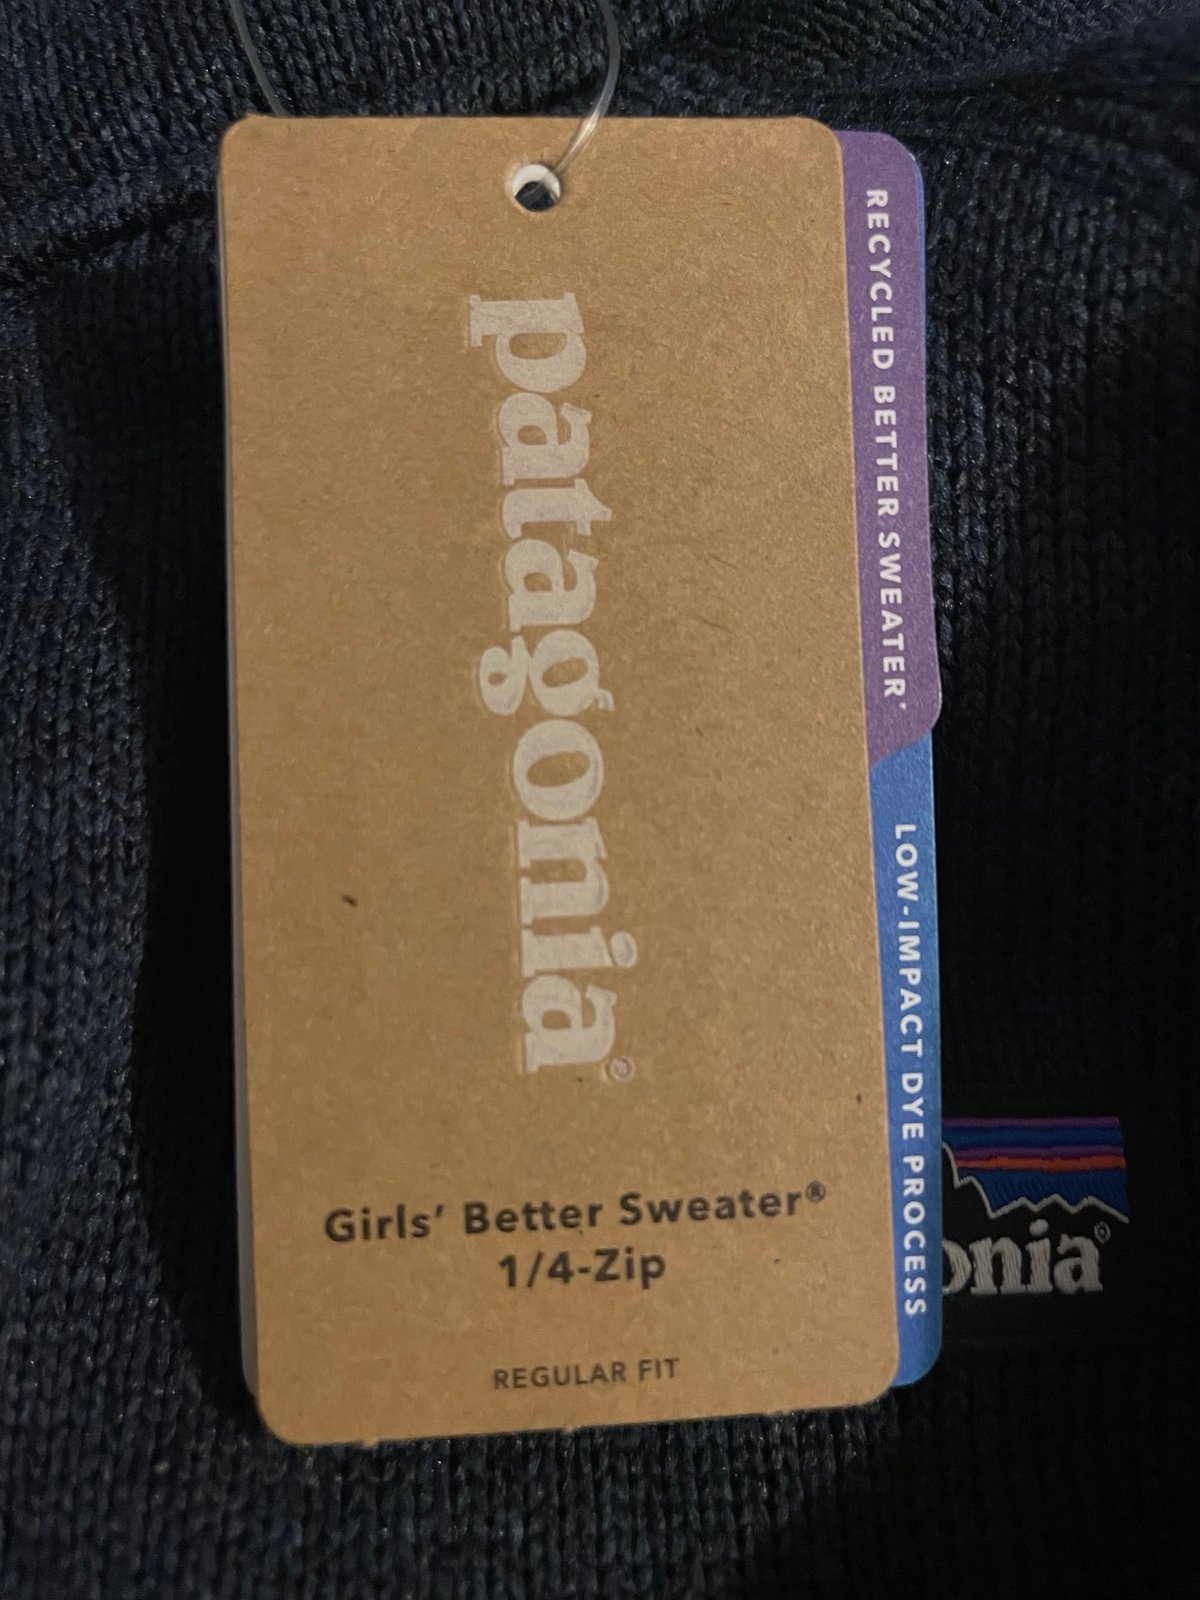 patagonia®
Girls' Better Sweater®
1/4-Zip
REGULAR FIT
RECYCLED BETTER SWEATER®
LOW-IMPACT DYE PROCESS
onia®